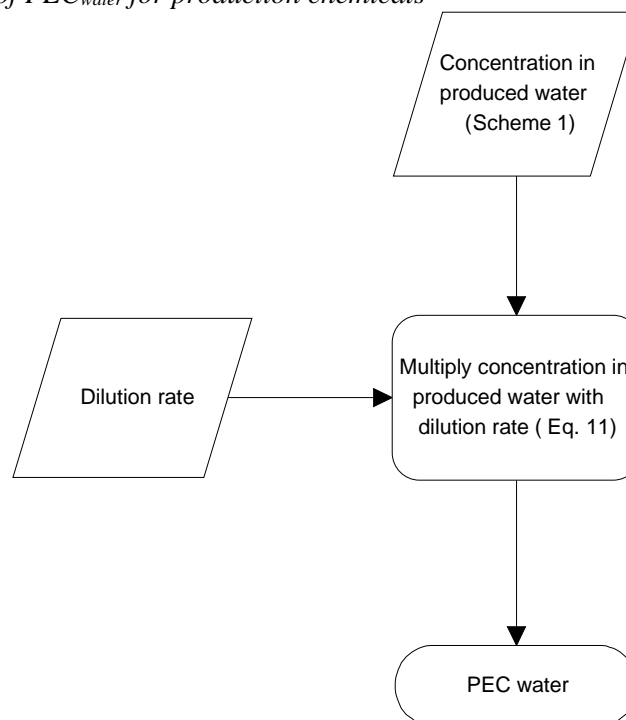 of PECwater for production chemicals
Concentration in
produced water
(Scheme 1)
Dilution rate
Multiply concentration in
produced water with
dilution rate ( Eq. 11)
PEC water